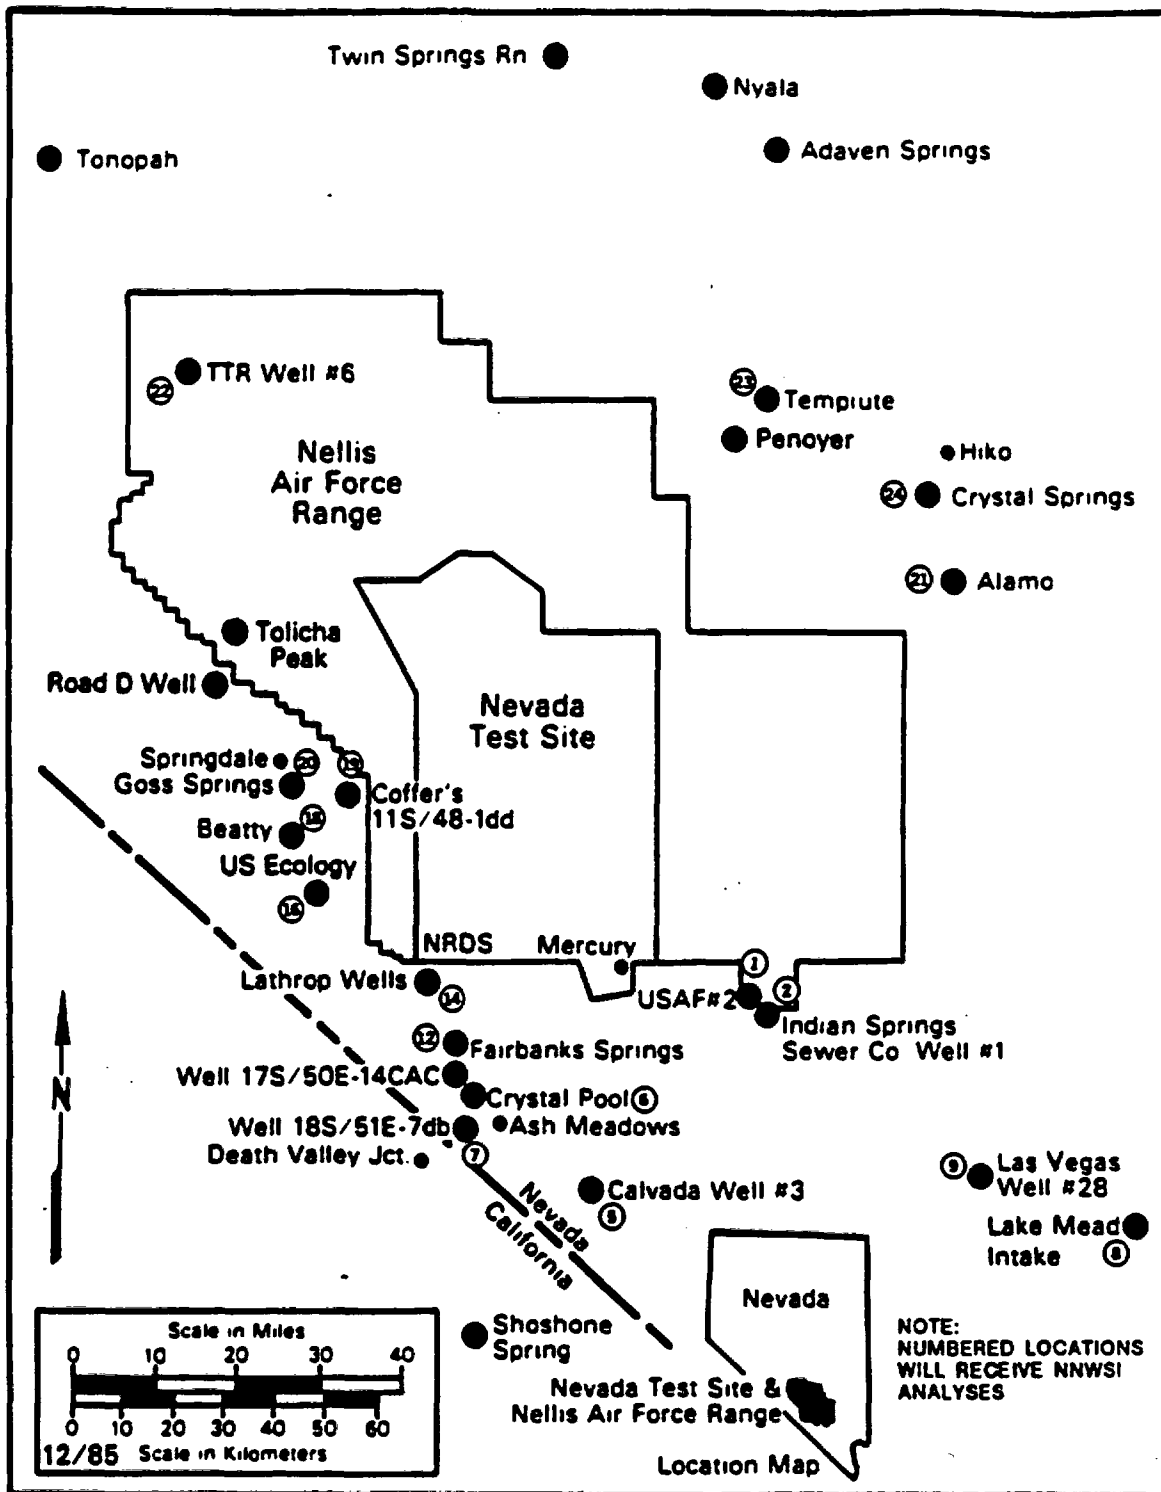 Twin Springs Rn
Nyala
Adaven Springs
Tonopah
TTR Well #6
22
Nellis
Air Force
Range
23
Tempiute
Penoyer
Hiko
24
Crystal Springs
21
Alamo
Tolicha
Peak
Road D Well
Nevada
Test Site
Springdale
20
19
Goss Springs
Coffer's
11S/48-1dd
18
Beatty
US Ecology
16
NRDS
Mercury
1
Lathrop Wells
14
USAF#2
2
Indian Springs
Sewer Co Well #1
12
Fairbanks Springs
Well 17S/50E-14CAC
Crystal Pool
6
Well 18S/51E-7db
Ash Meadows
Death Valley Jct.
7
N
Calvada Well #3
5
9
Las Vegas
Well #28
Lake Mead
Intake
8
Nevada
California
Shoshone
Spring
Nevada
Nevada Test Site &
Nellis Air Force Range
Location Map
NOTE:
NUMBERED LOCATIONS
WILL RECEIVE NNWSI
ANALYSES
Scale in Miles
0 10 20 30 40
0 10 20 30 40 50 60
12/85 Scale in Kilometers